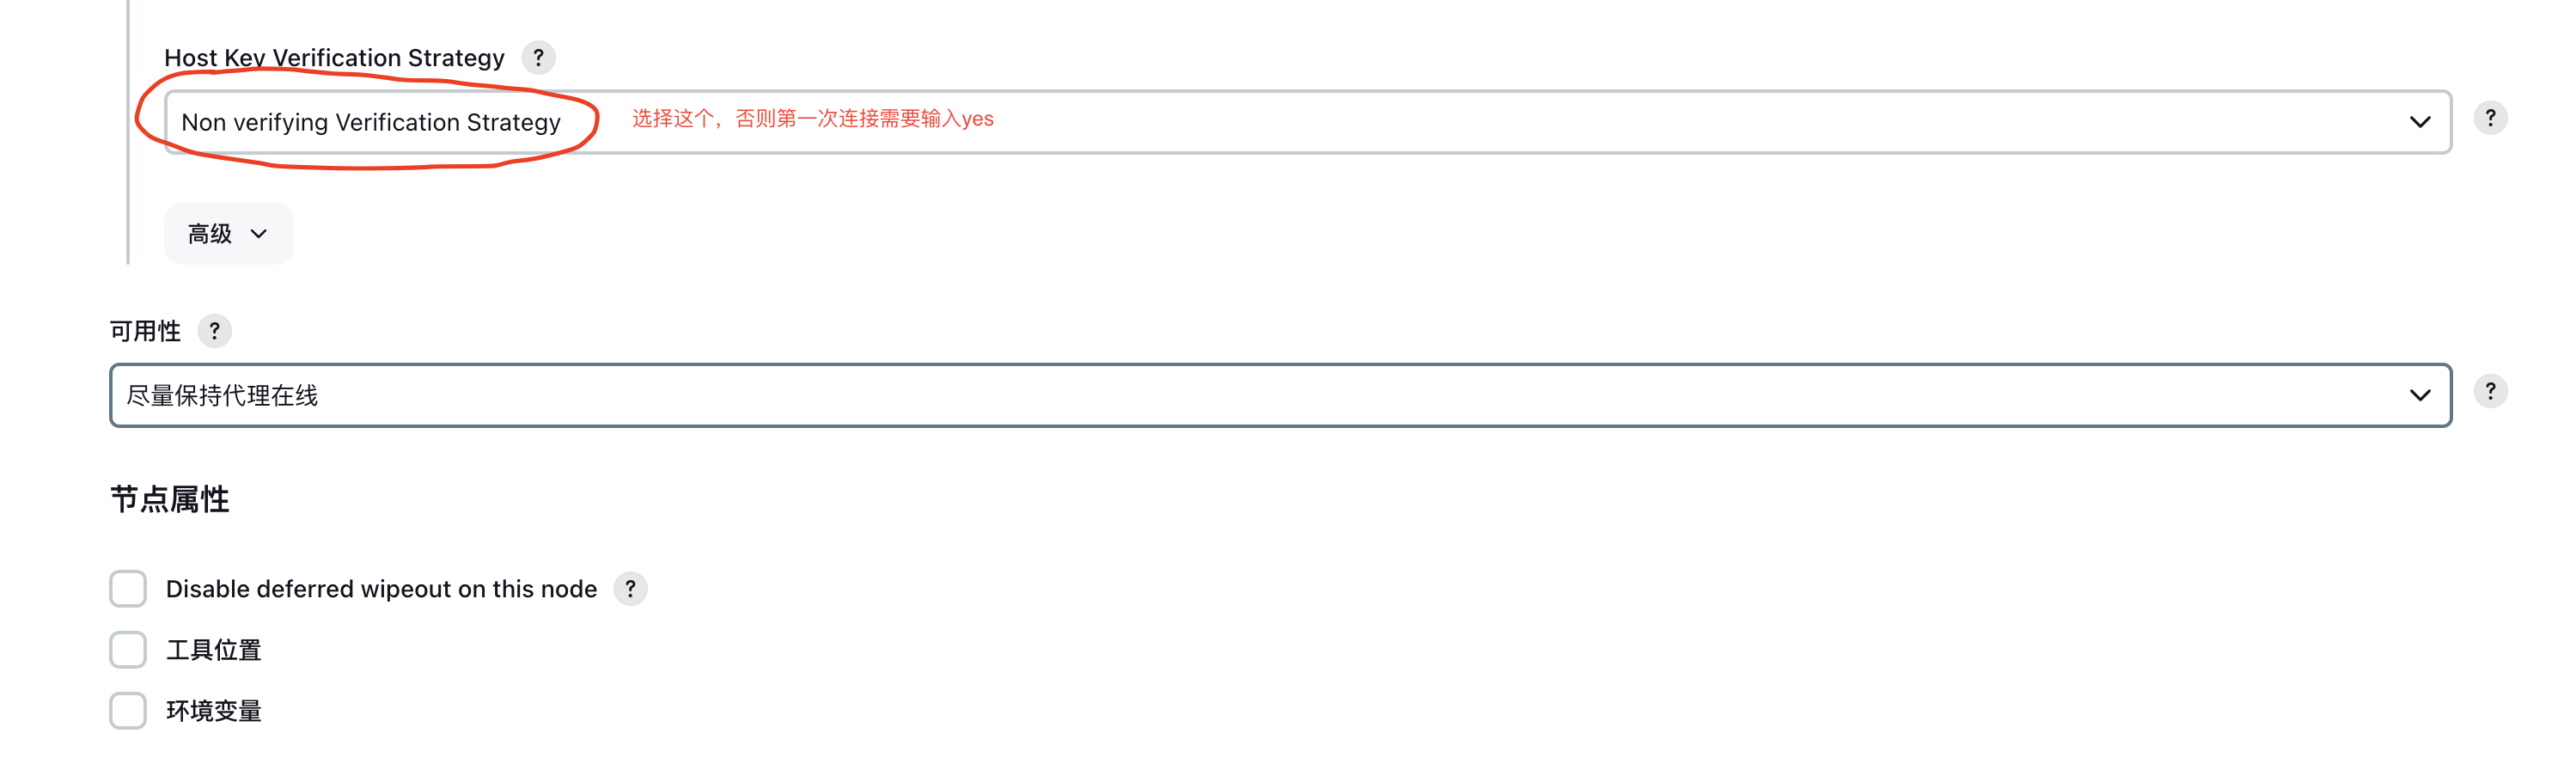 Host Key Verification Strategy ?
Non verifying Verification Strategy 选择这个，否则第一次连接需要输入yes ?
高级
可用性 ?
尽量保持代理在线 ?
节点属性
Disable deferred wipeout on this node ?
工具位置
环境变量